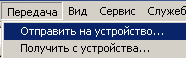 Передача Вид Сервис Служеб
Отправить на устройство...
Получить с устройства...